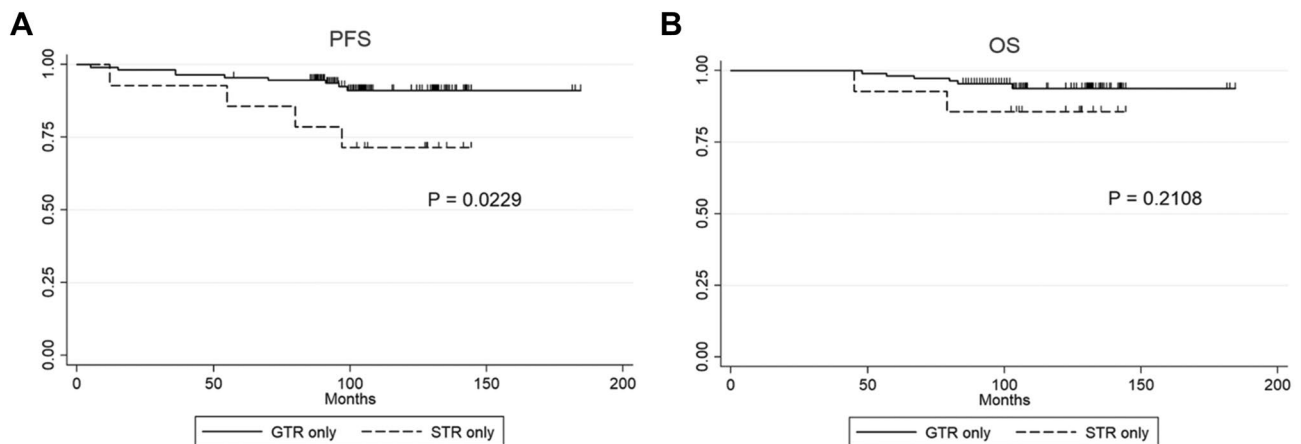 A
PFS
1.00
0.75
0.50
0.25
0.00
P = 0.0229
0 50 100 150 200
Months
GTR only STR only
B
OS
1.00
0.75
0.50
0.25
0.00
P = 0.2108
0 50 100 150 200
Months
GTR only STR only